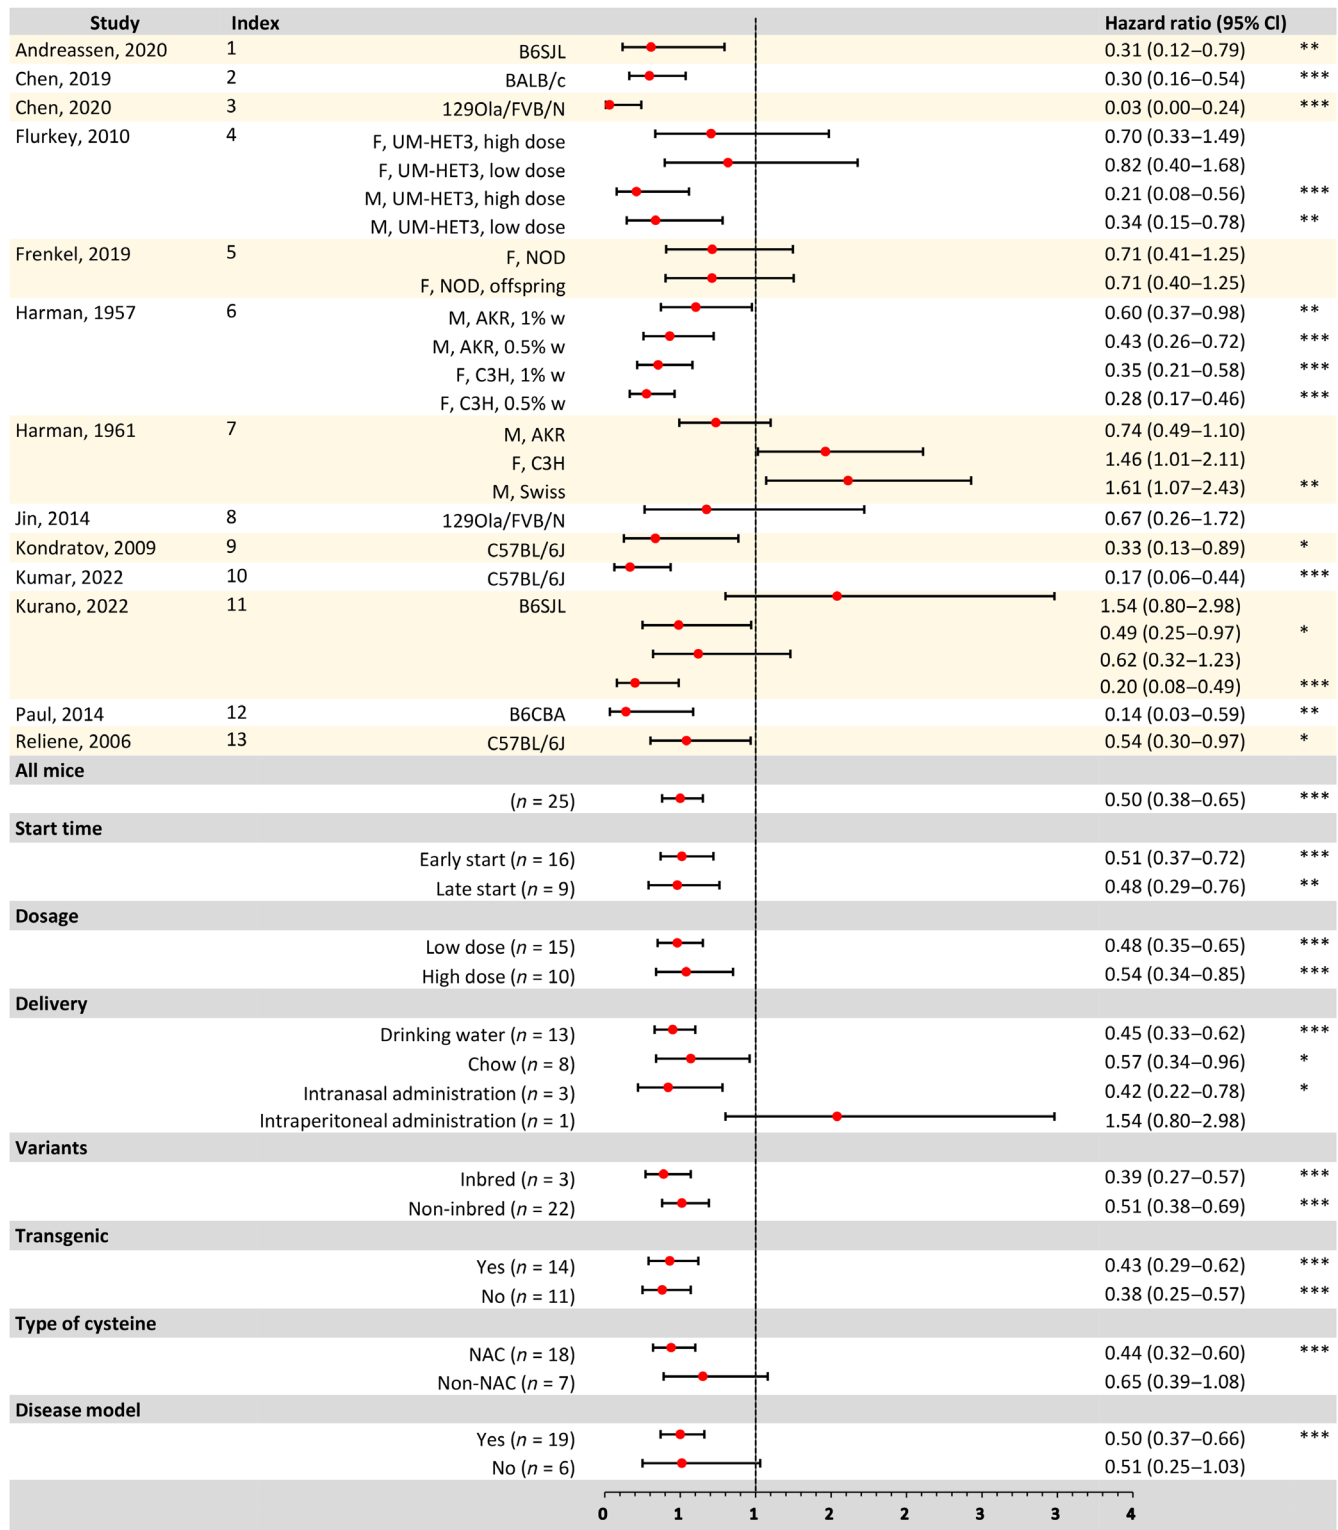 Study Index Hazard ratio (95% CI)
Andreassen, 2020 1 B6SJL 0.31 (0.12–0.79) **
Chen, 2019 2 BALB/c 0.30 (0.16–0.54) ***
Chen, 2020 3 129Ola/FVB/N 0.03 (0.00–0.24) ***
Flurkey, 2010 4 F, UM-HET3, high dose 0.70 (0.33–1.49)
F, UM-HET3, low dose 0.82 (0.40–1.68)
M, UM-HET3, high dose 0.21 (0.08–0.56) ***
M, UM-HET3, low dose 0.34 (0.15–0.78) **
Frenkel, 2019 5 F, NOD 0.71 (0.41–1.25)
F, NOD, offspring 0.71 (0.40–1.25)
Harman, 1957 6 M, AKR, 1% w 0.60 (0.37–0.98) **
M, AKR, 0.5% w 0.43 (0.26–0.72) ***
F, C3H, 1% w 0.35 (0.21–0.58) ***
F, C3H, 0.5% w 0.28 (0.17–0.46) ***
Harman, 1961 7 M, AKR 0.74 (0.49–1.10)
F, C3H 1.46 (1.01–2.11)
M, Swiss 1.61 (1.07–2.43) **
Jin, 2014 8 129Ola/FVB/N 0.67 (0.26–1.72)
Kondratov, 2009 9 C57BL/6J 0.33 (0.13–0.89) *
Kumar, 2022 10 C57BL/6J 0.17 (0.06–0.44) ***
Kurano, 2022 11 B6SJL 1.54 (0.80–2.98)
0.49 (0.25–0.97) *
0.62 (0.32–1.23)
0.20 (0.08–0.49) ***
Paul, 2014 12 B6CBA 0.14 (0.03–0.59) **
Reliene, 2006 13 C57BL/6J 0.54 (0.30–0.97) *
All mice
(n = 25) 0.50 (0.38–0.65) ***
Start time
Early start (n = 16) 0.51 (0.37–0.72) ***
Late start (n = 9) 0.48 (0.29–0.76) **
Dosage
Low dose (n = 15) 0.48 (0.35–0.65) ***
High dose (n = 10) 0.54 (0.34–0.85) ***
Delivery
Drinking water (n = 13) 0.45 (0.33–0.62) ***
Chow (n = 8) 0.57 (0.34–0.96) *
Intranasal administration (n = 3) 0.42 (0.22–0.78) *
Intraperitoneal administration (n = 1) 1.54 (0.80–2.98)
Variants
Inbred (n = 3) 0.39 (0.27–0.57) ***
Non-inbred (n = 22) 0.51 (0.38–0.69) ***
Transgenic
Yes (n = 14) 0.43 (0.29–0.62) ***
No (n = 11) 0.38 (0.25–0.57) ***
Type of cysteine
NAC (n = 18) 0.44 (0.32–0.60) ***
Non-NAC (n = 7) 0.65 (0.39–1.08)
Disease model
Yes (n = 19) 0.50 (0.37–0.66) ***
No (n = 6) 0.51 (0.25–1.03)
0 1 1 2 2 3 3 4